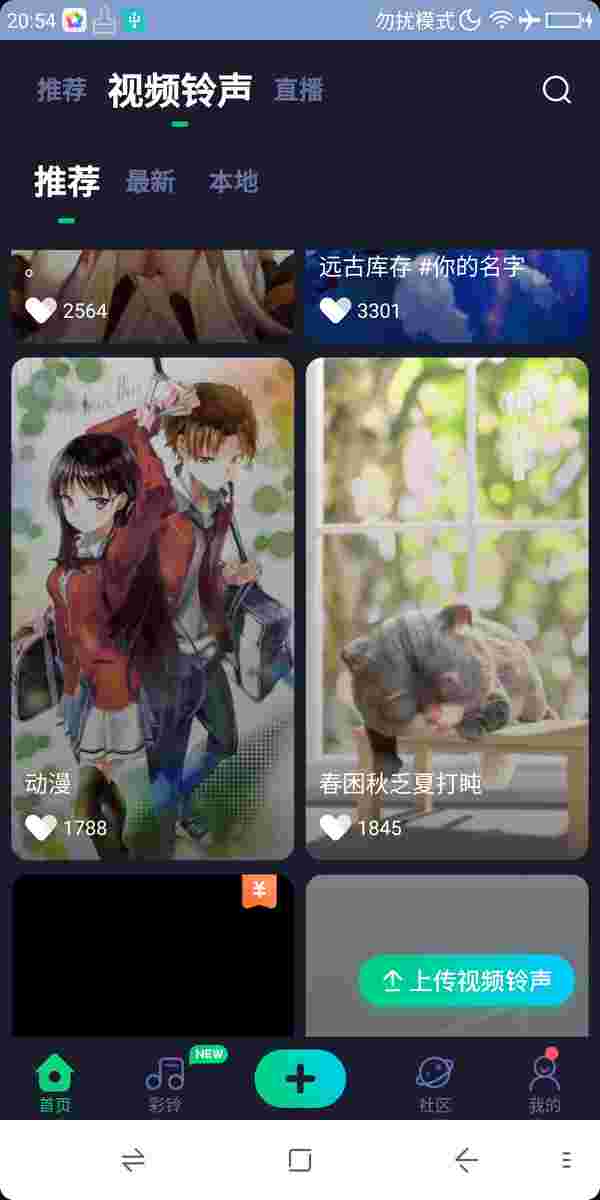 20:54 勿扰模式
推荐 视频铃声 直播
推荐 最新 本地
。
2564
远古库存 #你的名字
3301
动漫
1788
春困秋乏夏打盹
1845
¥
上传视频铃声
NEW
首页 彩铃 社区 我的